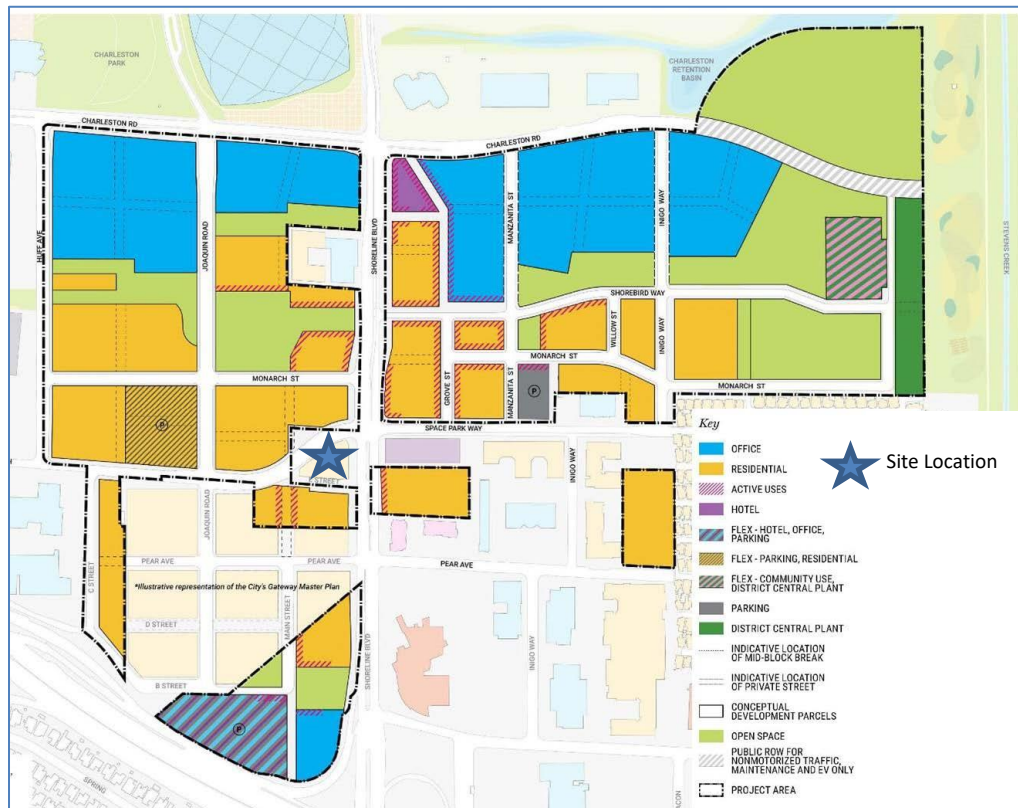 CHARLESTON
PARK
CHARLESTON
RETENTION
BASIN
CHARLESTON RD
CHARLESTON RD
HUFF AVE
JOAQUIN ROAD
SHORELINE BLVD
MANZANITA ST
INIGO WAY
STEVENS CREEK
SHOREBIRD WAY
WILLOW ST
INIGO WAY
MONARCH ST
GROVE ST
MANZANITA ST
P
MONARCH ST
MONARCH ST
P
SPACE PARK WAY
STREET
JOAQUIN ROAD
INIGO WAY
PEAR AVE
PEAR AVE
PEAR AVE
C STREET
*Illustrative representation of the City's Gateway Master Plan
D STREET
MAIN STREET
SHORELINE BLVD
INIGO WAY
B STREET
P
SPRING
ACON
Key
OFFICE
RESIDENTIAL
ACTIVE USES
HOTEL
FLEX - HOTEL, OFFICE,
PARKING
FLEX - PARKING, RESIDENTIAL
FLEX - COMMUNITY USE,
DISTRICT CENTRAL PLANT
PARKING
DISTRICT CENTRAL PLANT
INDICATIVE LOCATION
OF MID-BLOCK BREAK
INDICATIVE LOCATION
OF PRIVATE STREET
CONCEPTUAL
DEVELOPMENT PARCELS
OPEN SPACE
PUBLIC ROW FOR
NONMOTORIZED TRAFFIC,
MAINTENANCE AND EV ONLY
PROJECT AREA
Site Location